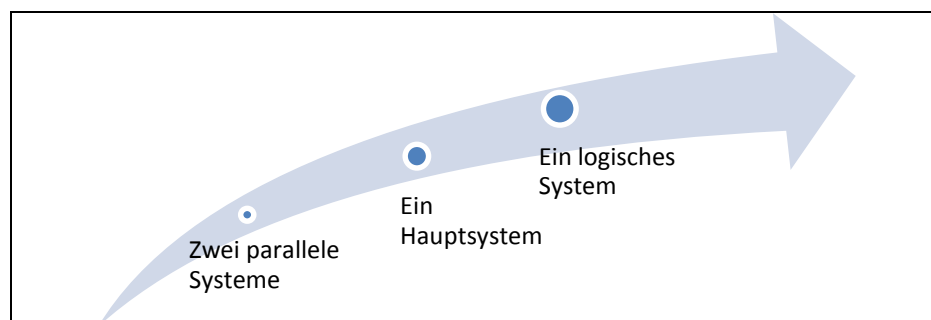 Zwei parallele
Systeme
Ein
Hauptsystem
Ein logisches
System